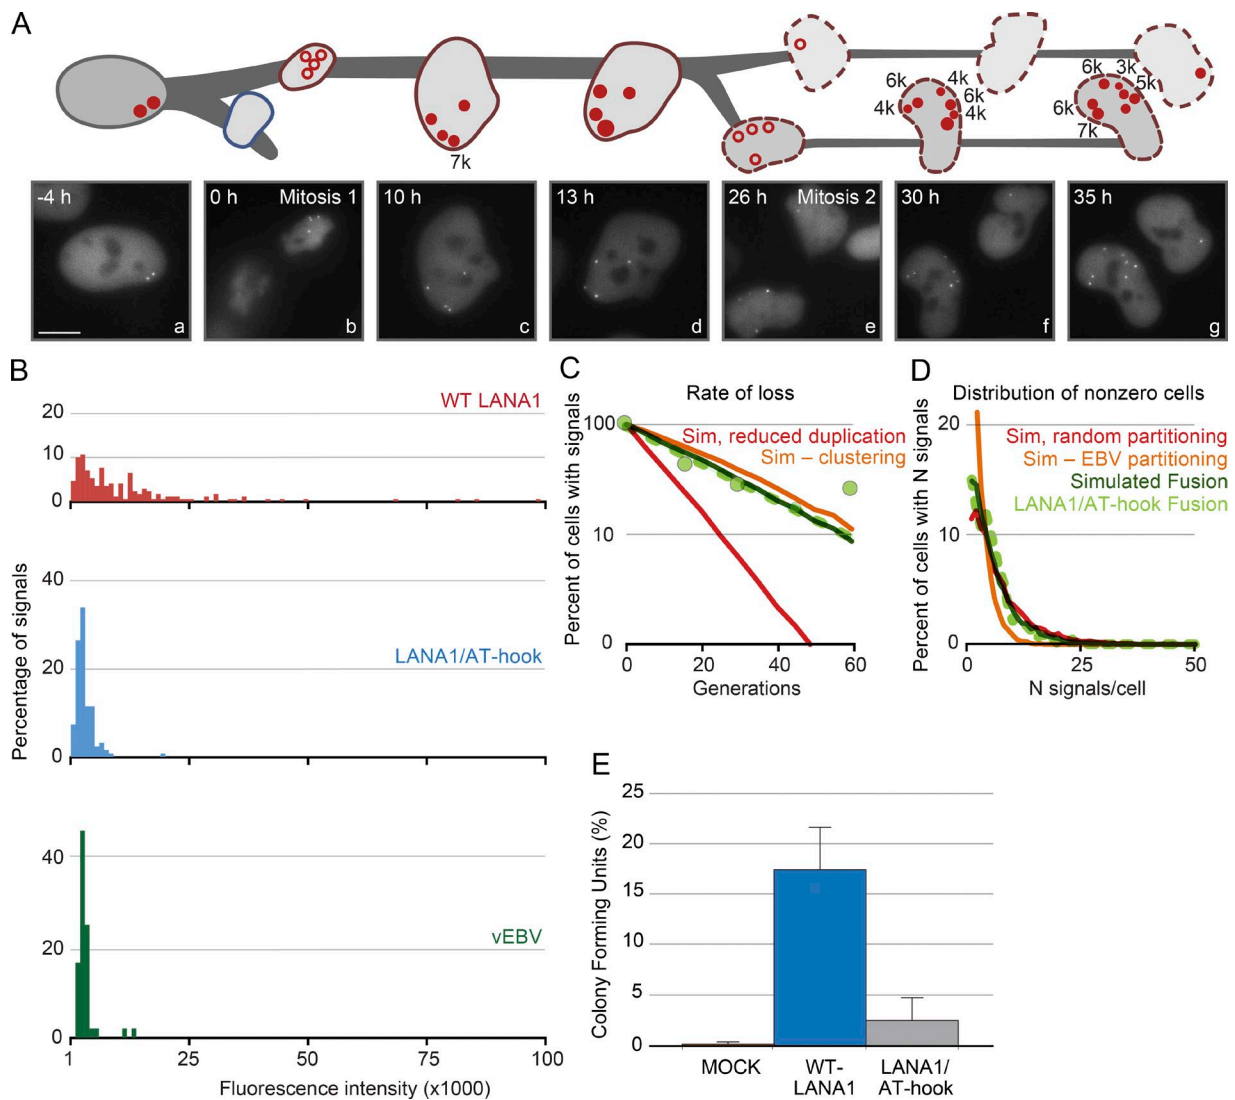 A
6k
4k
6k
4k
4k
6k
3k
5k
6k
7k
7k
-4 h
a
0 h
Mitosis 1
b
10 h
c
13 h
d
26 h
Mitosis 2
e
30 h
f
35 h
g
B
Percentage of signals
WT LANA1
20
10
0
LANA1/AT-hook
40
20
0
vEBV
40
20
0
1
25
50
75
100
Fluorescence intensity (x1000)
C
Rate of loss
Percent of cells with signals
100
10
0
Sim, reduced duplication
Sim – clustering
0
20
40
60
Generations
D
Distribution of nonzero cells
Percent of cells with N signals
20
10
0
Sim, random partitioning
Sim – EBV partitioning
Simulated Fusion
LANA1/AT-hook Fusion
0
25
50
N signals/cell
E
Colony Forming Units (%)
25
20
15
10
5
0
MOCK
WT-
LANA1
LANA1/
AT-hook